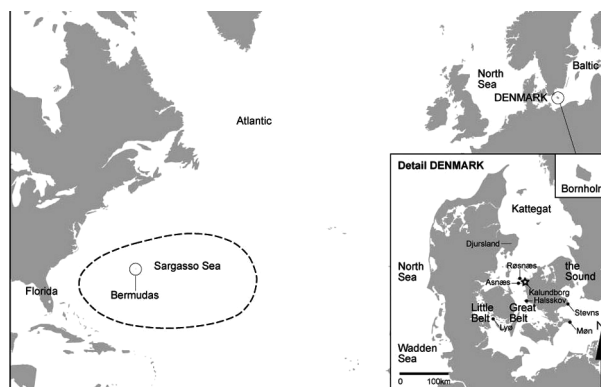 North
Sea
Baltic
DENMARK
Atlantic
Sargasso Sea
Bermudas
Florida
Detail DENMARK
Bornholm
Kattegat
Djursland
North
Sea
Røsnæs
the
Sound
Asnæs
Kalundborg
Halsskov
Little
Belt
Great
Belt
Stevns
Lyø
Møn
N
Wadden
Sea
0 100km